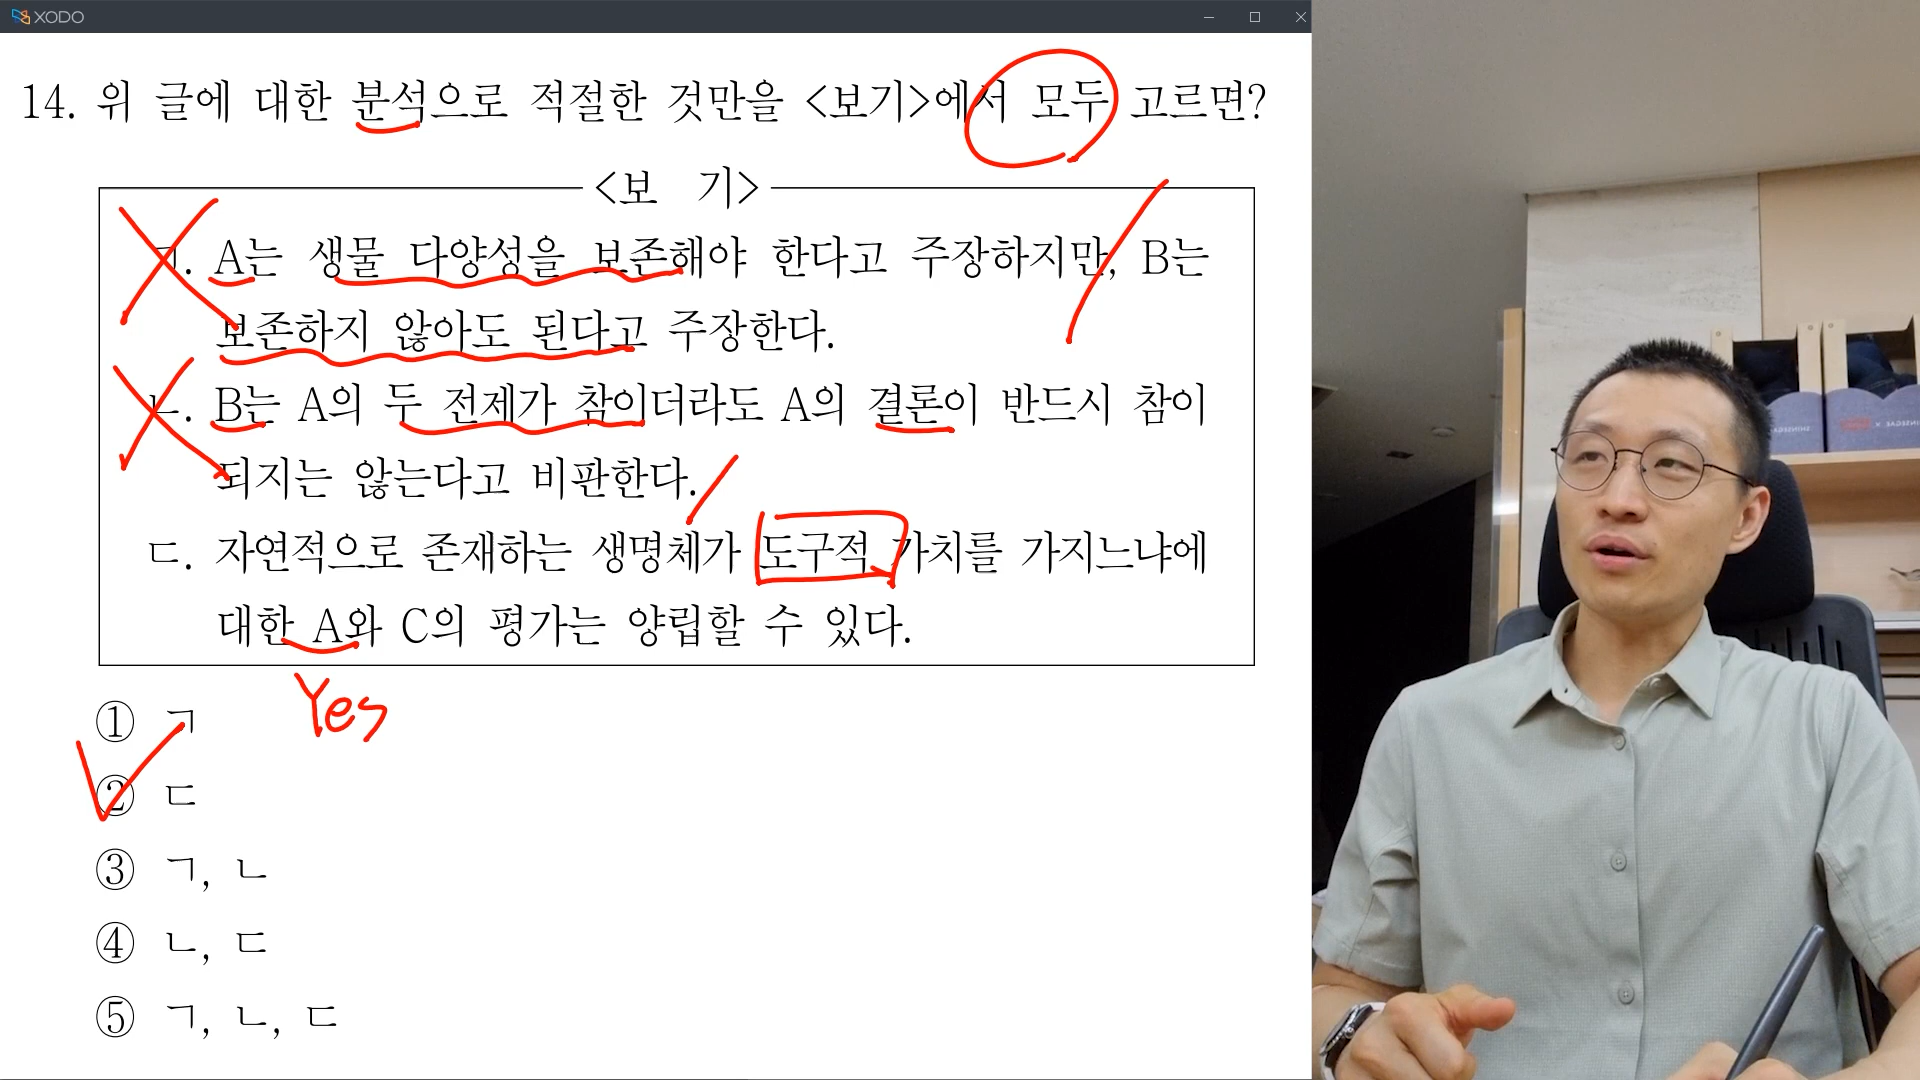 XODO
14. 위 글에 대한 분석으로 적절한 것만을 <보기>에서 모두 고르면?
<보 기>
ㄱ. A는 생물 다양성을 보존해야 한다고 주장하지만, B는
보존하지 않아도 된다고 주장한다.
ㄴ. B는 A의 두 전제가 참이더라도 A의 결론이 반드시 참이
되지는 않는다고 비판한다.
ㄷ. 자연적으로 존재하는 생명체가 도구적 가치를 가지느냐에
대한 A와 C의 평가는 양립할 수 있다.
Yes
① ㄱ
② ㄷ
③ ㄱ, ㄴ
④ ㄴ, ㄷ
⑤ ㄱ, ㄴ, ㄷ